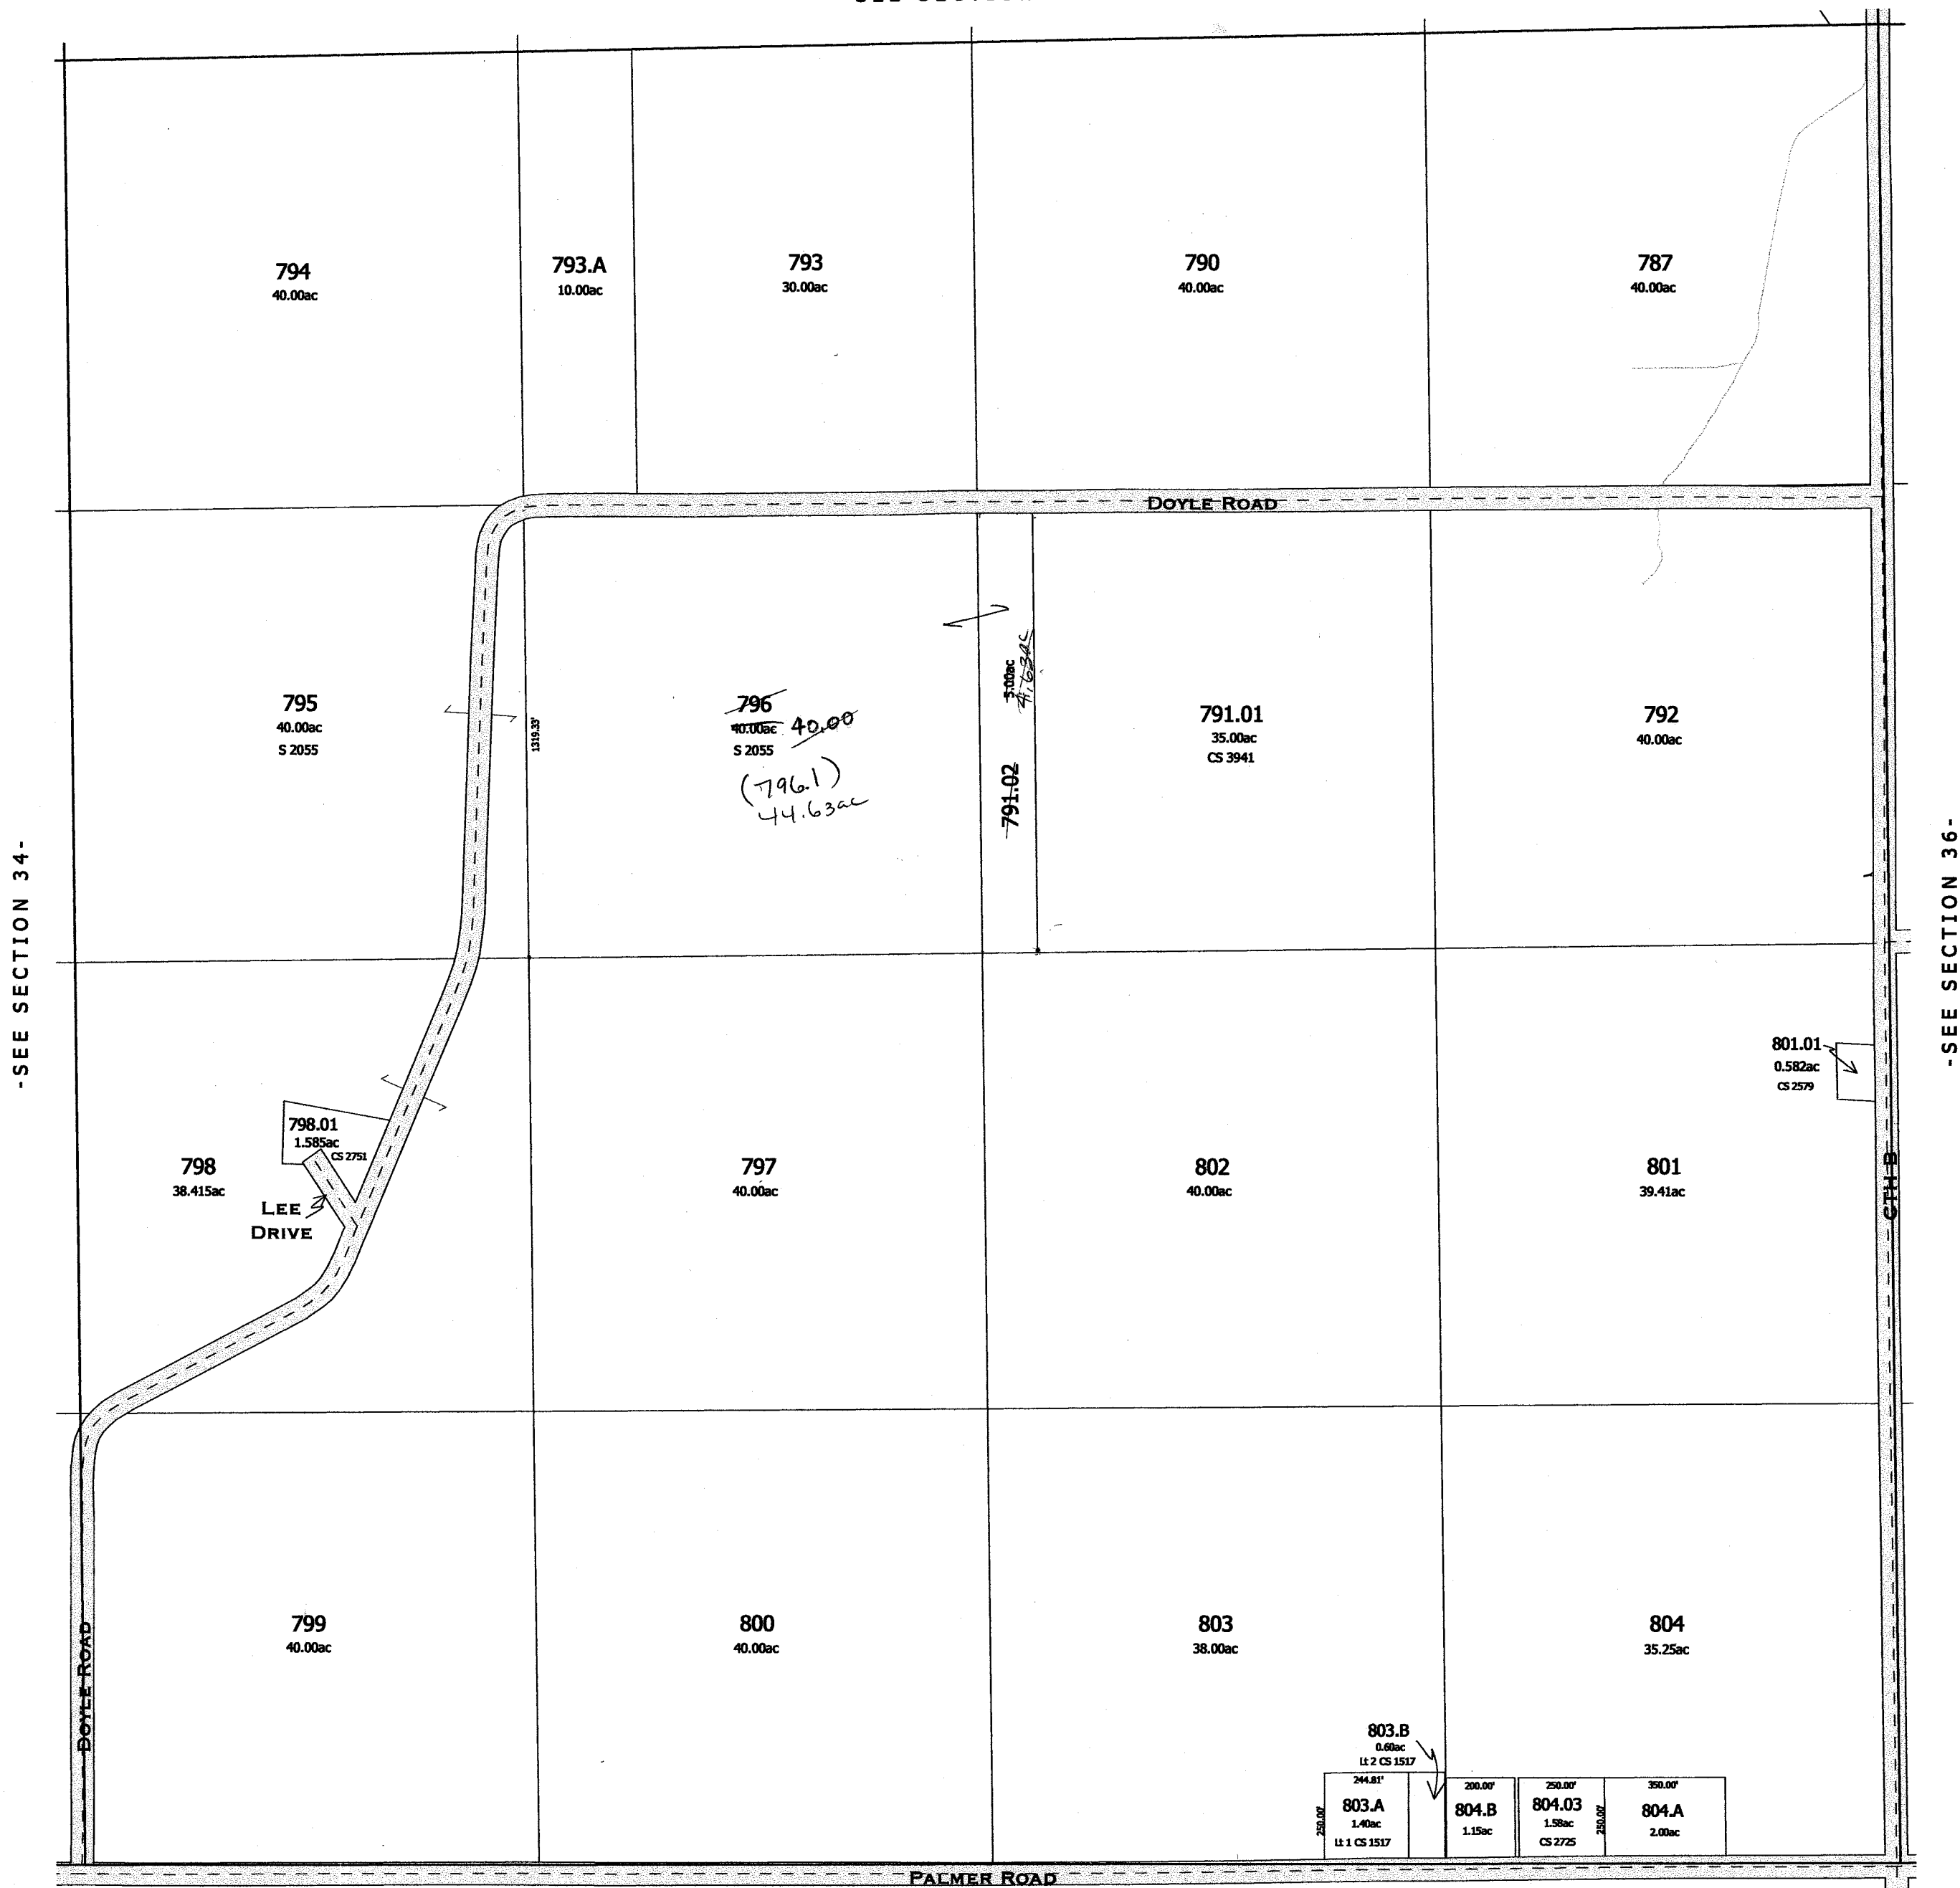 794
40.00ac
793.A
10.00ac
793
30.00ac
790
40.00ac
787
40.00ac
DOYLE ROAD
795
40.00ac
S 2055
1319.33'
796
40.00ac 40.00
S 2055
(796.1)
44.63ac
5.00ac
4.63ac
791.02
791.01
35.00ac
CS 3941
792
40.00ac
-SEE SECTION 34-
-SEE SECTION 36-
798.01
1.585ac
CS 2751
798
38.415ac
LEE
DRIVE
797
40.00ac
802
40.00ac
801.01
0.582ac
CS 2579
801
39.41ac
CTH B
DOYLE ROAD
799
40.00ac
800
40.00ac
803
38.00ac
804
35.25ac
803.B
0.60ac
Lt 2 CS 1517
244.81'
250.00'
803.A
1.40ac
Lt 1 CS 1517
200.00'
804.B
1.15ac
250.00'
804.03
1.58ac
CS 2725
250.00'
350.00'
804.A
2.00ac
PALMER ROAD